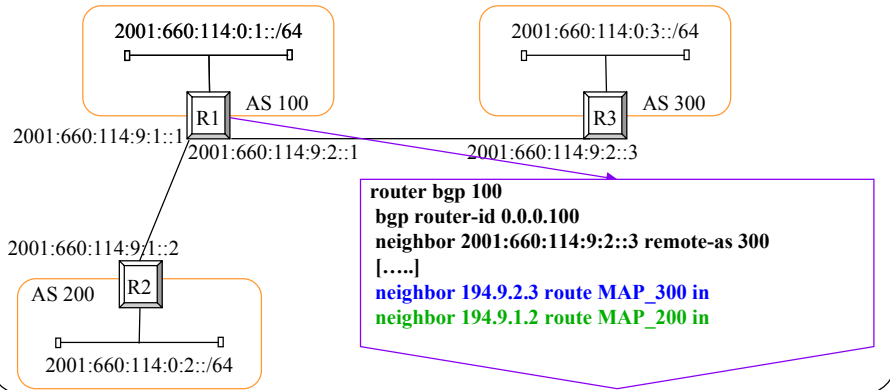 2001:660:114:0:1::/64
2001:660:114:0:3::/64
R1
AS 100
R3
AS 300
2001:660:114:9:1::1
2001:660:114:9:2::1
2001:660:114:9:2::3
router bgp 100
bgp router-id 0.0.0.100
neighbor 2001:660:114:9:2::3 remote-as 300
[…..]
neighbor 194.9.2.3 route MAP_300 in
neighbor 194.9.1.2 route MAP_200 in
2001:660:114:9:1::2
AS 200
R2
2001:660:114:0:2::/64